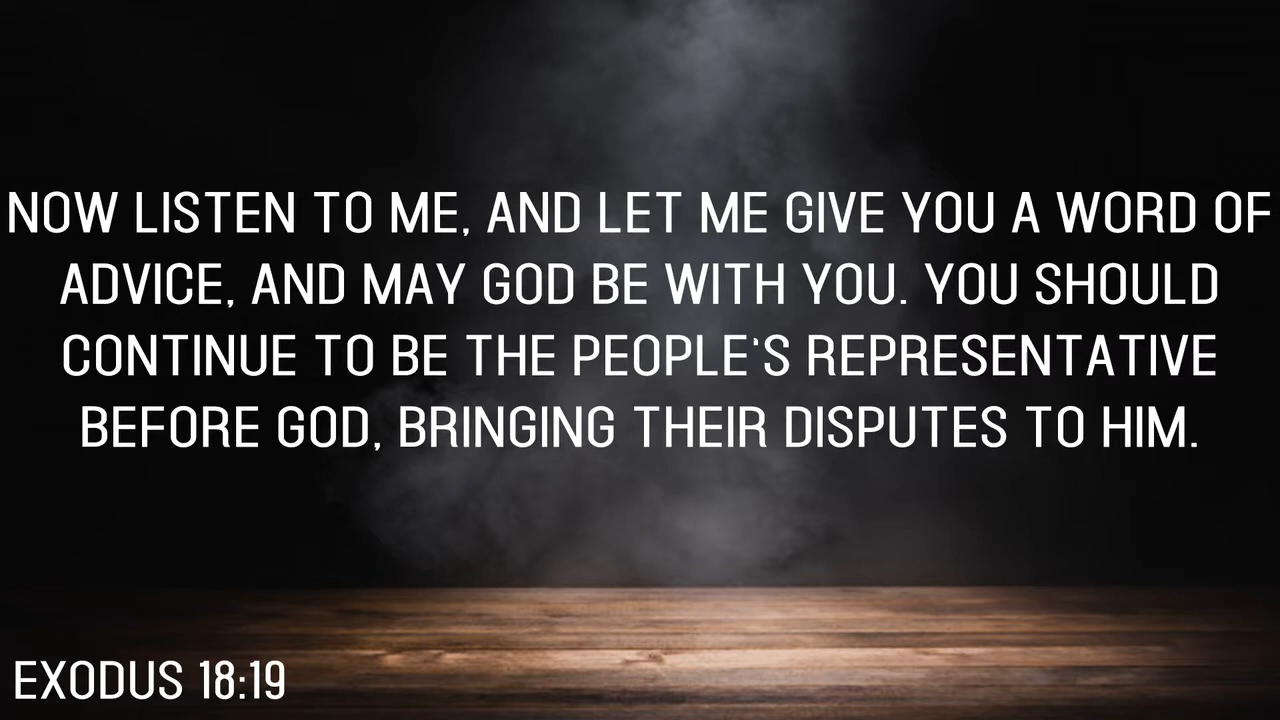 NOW LISTEN TO ME, AND LET ME GIVE YOU A WORD OF
ADVICE, AND MAY GOD BE WITH YOU. YOU SHOULD
CONTINUE TO BE THE PEOPLE'S REPRESENTATIVE
BEFORE GOD, BRINGING THEIR DISPUTES TO HIM.
EXODUS 18:19